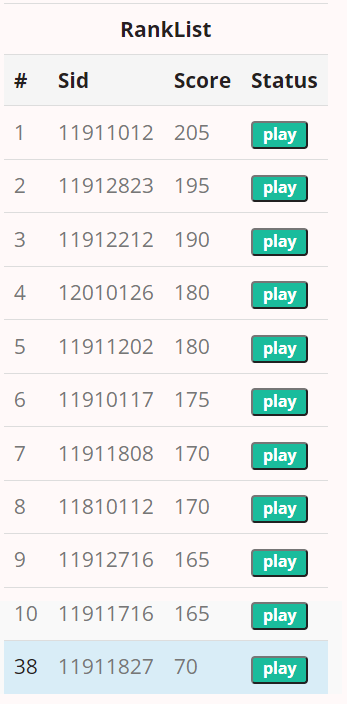 RankList
# Sid Score Status
1 11911012 205 play
2 11912823 195 play
3 11912212 190 play
4 12010126 180 play
5 11911202 180 play
6 11910117 175 play
7 11911808 170 play
8 11810112 170 play
9 11912716 165 play
10 11911716 165 play
38 11911827 70 play